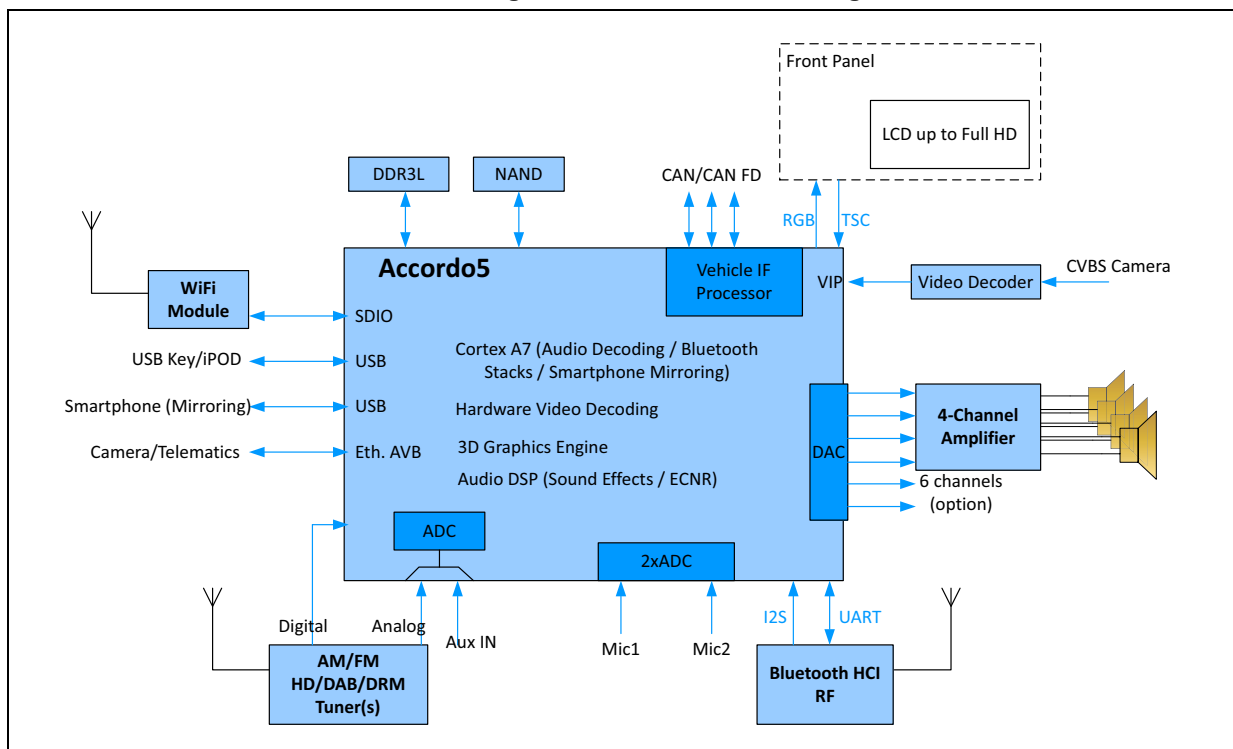 Front Panel
LCD up to Full HD
DDR3L
NAND
CAN/CAN FD
RGB
TSC
Accordo5
Vehicle IF
Processor
VIP
Video Decoder
CVBS Camera
WiFi
Module
SDIO
USB Key/iPOD
USB
Cortex A7 (Audio Decoding / Bluetooth
Stacks / Smartphone Mirroring)
Smartphone (Mirroring)
USB
Hardware Video Decoding
Camera/Telematics
Eth. AVB
3D Graphics Engine
Audio DSP (Sound Effects / ECNR)
DAC
4-Channel
Amplifier
6 channels
(option)
ADC
2xADC
Digital
Analog
Aux IN
Mic1
Mic2
I2S
UART
AM/FM
HD/DAB/DRM
Tuner(s)
Bluetooth HCI
RF